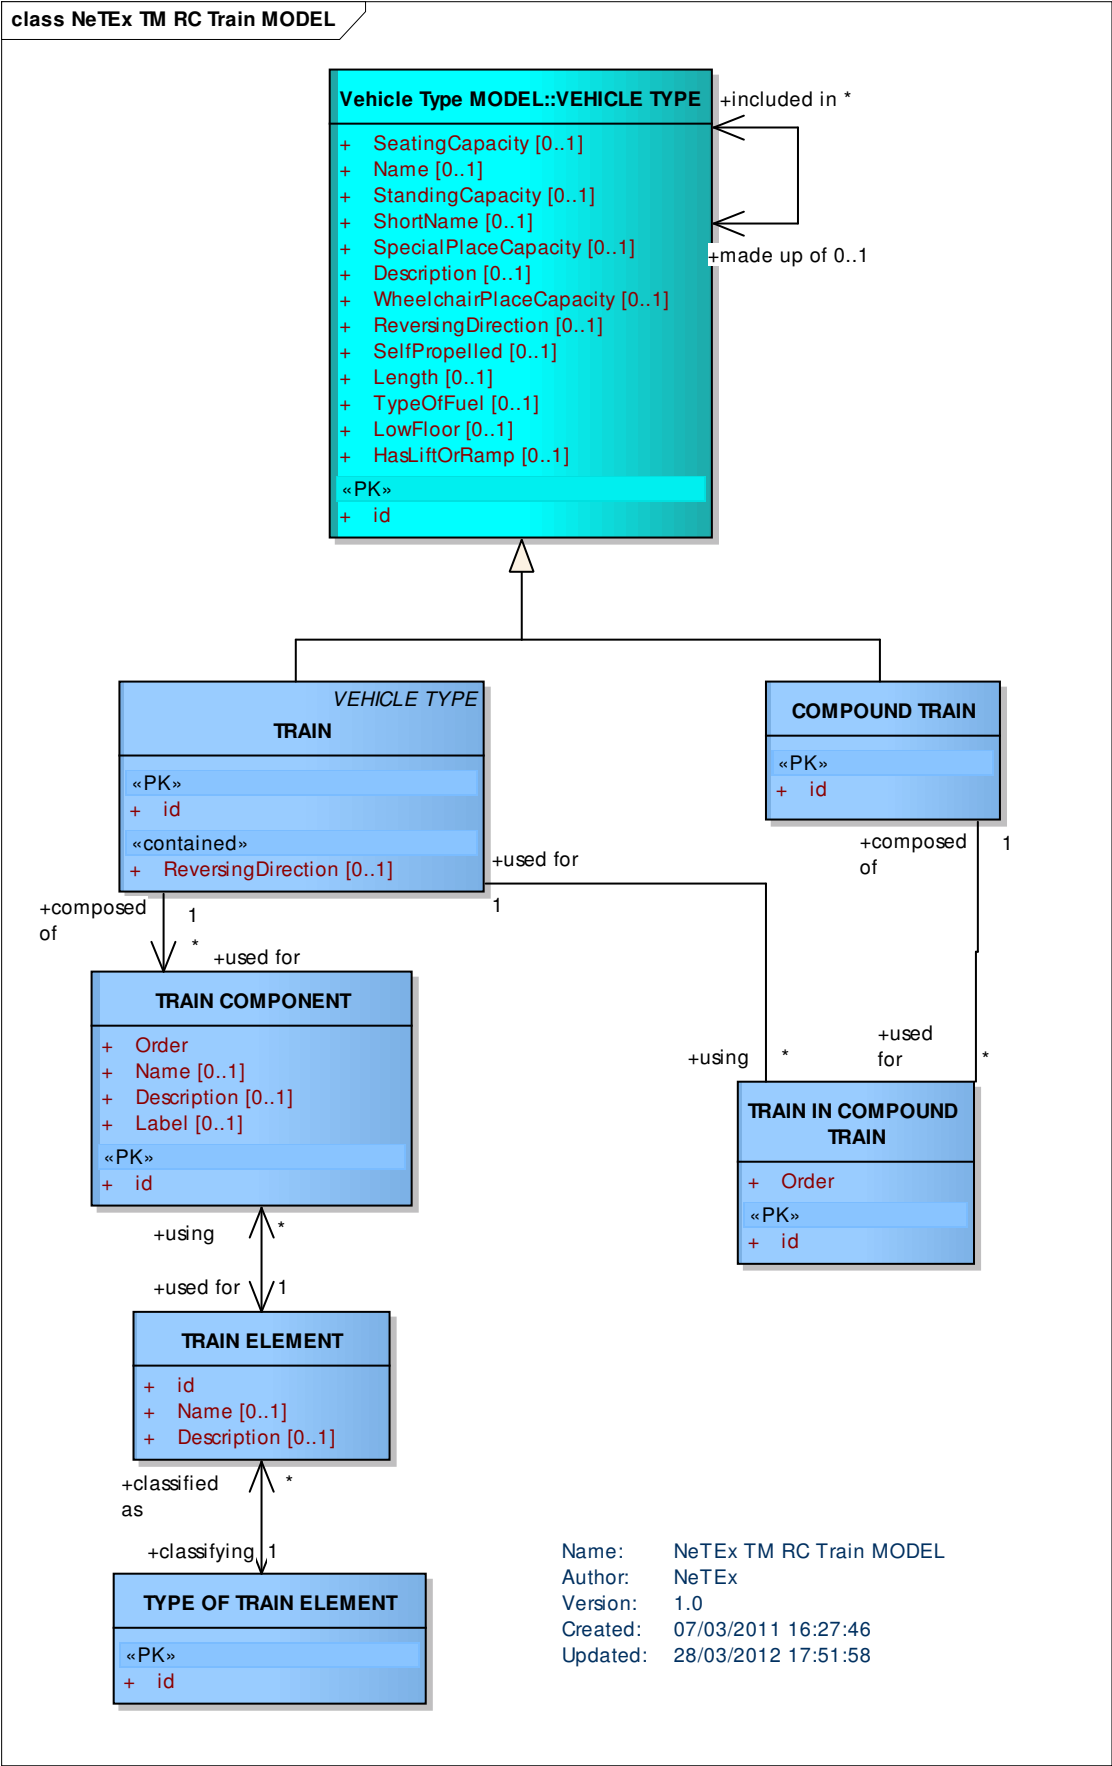 class NeTEx TM RC Train MODEL
Vehicle Type MODEL::VEHICLE TYPE
+ SeatingCapacity [0..1]
+ Name [0..1]
+ StandingCapacity [0..1]
+ ShortName [0..1]
+ SpecialPlaceCapacity [0..1]
+ Description [0..1]
+ WheelchairPlaceCapacity [0..1]
+ ReversingDirection [0..1]
+ SelfPropelled [0..1]
+ Length [0..1]
+ TypeOfFuel [0..1]
+ LowFloor [0..1]
+ HasLiftOrRamp [0..1]
«PK»
+ id
+included in *
+made up of 0..1
VEHICLE TYPE
TRAIN
«PK»
+ id
«contained»
+ ReversingDirection [0..1]
COMPOUND TRAIN
«PK»
+ id
+used for
1
+composed
of
1
+composed
of
1
*
+used for
TRAIN COMPONENT
+ Order
+ Name [0..1]
+ Description [0..1]
+ Label [0..1]
«PK»
+ id
+using
*
+used
for
*
TRAIN IN COMPOUND
TRAIN
+ Order
«PK»
+ id
+using
*
+used for
1
TRAIN ELEMENT
+ id
+ Name [0..1]
+ Description [0..1]
+classified
as
*
+classifying
1
TYPE OF TRAIN ELEMENT
«PK»
+ id
Name: NeTEx TM RC Train MODEL
Author: NeTEx
Version: 1.0
Created: 07/03/2011 16:27:46
Updated: 28/03/2012 17:51:58